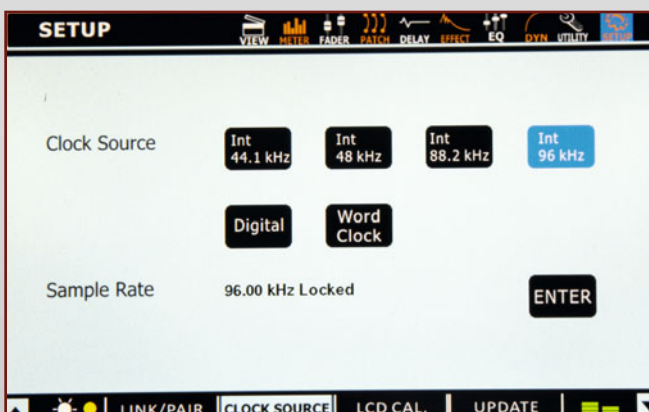 SETUP
VIEW METER FADER PATCH DELAY EFFECT EQ DYN UTILITY SETUP
Clock Source
Int 44.1 kHz
Int 48 kHz
Int 88.2 kHz
Int 96 kHz
Digital
Word Clock
Sample Rate
96.00 kHz Locked
ENTER
LINK/PAIR CLOCK SOURCE LCD CAL. UPDATE